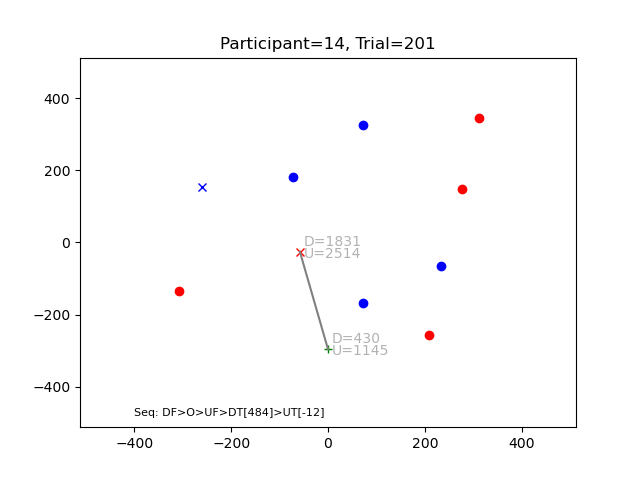 Participant=14, Trial=201
400
200
0
−200
−400
D=1831
U=2514
D=430
U=1145
Seq: DF>O>UF>DT[484]>UT[-12]
−400
−200
0
200
400